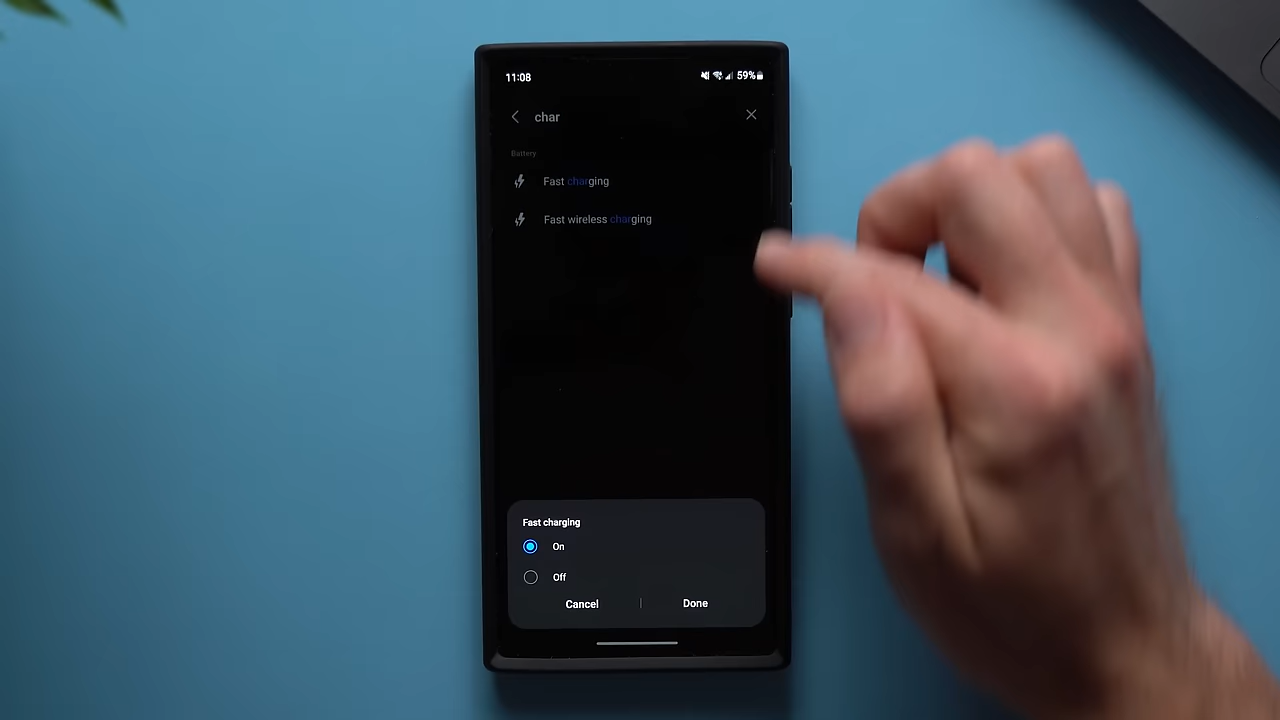 11:08 59%
char
Battery
Fast charging
Fast wireless charging
Fast charging
On
Off
Cancel Done